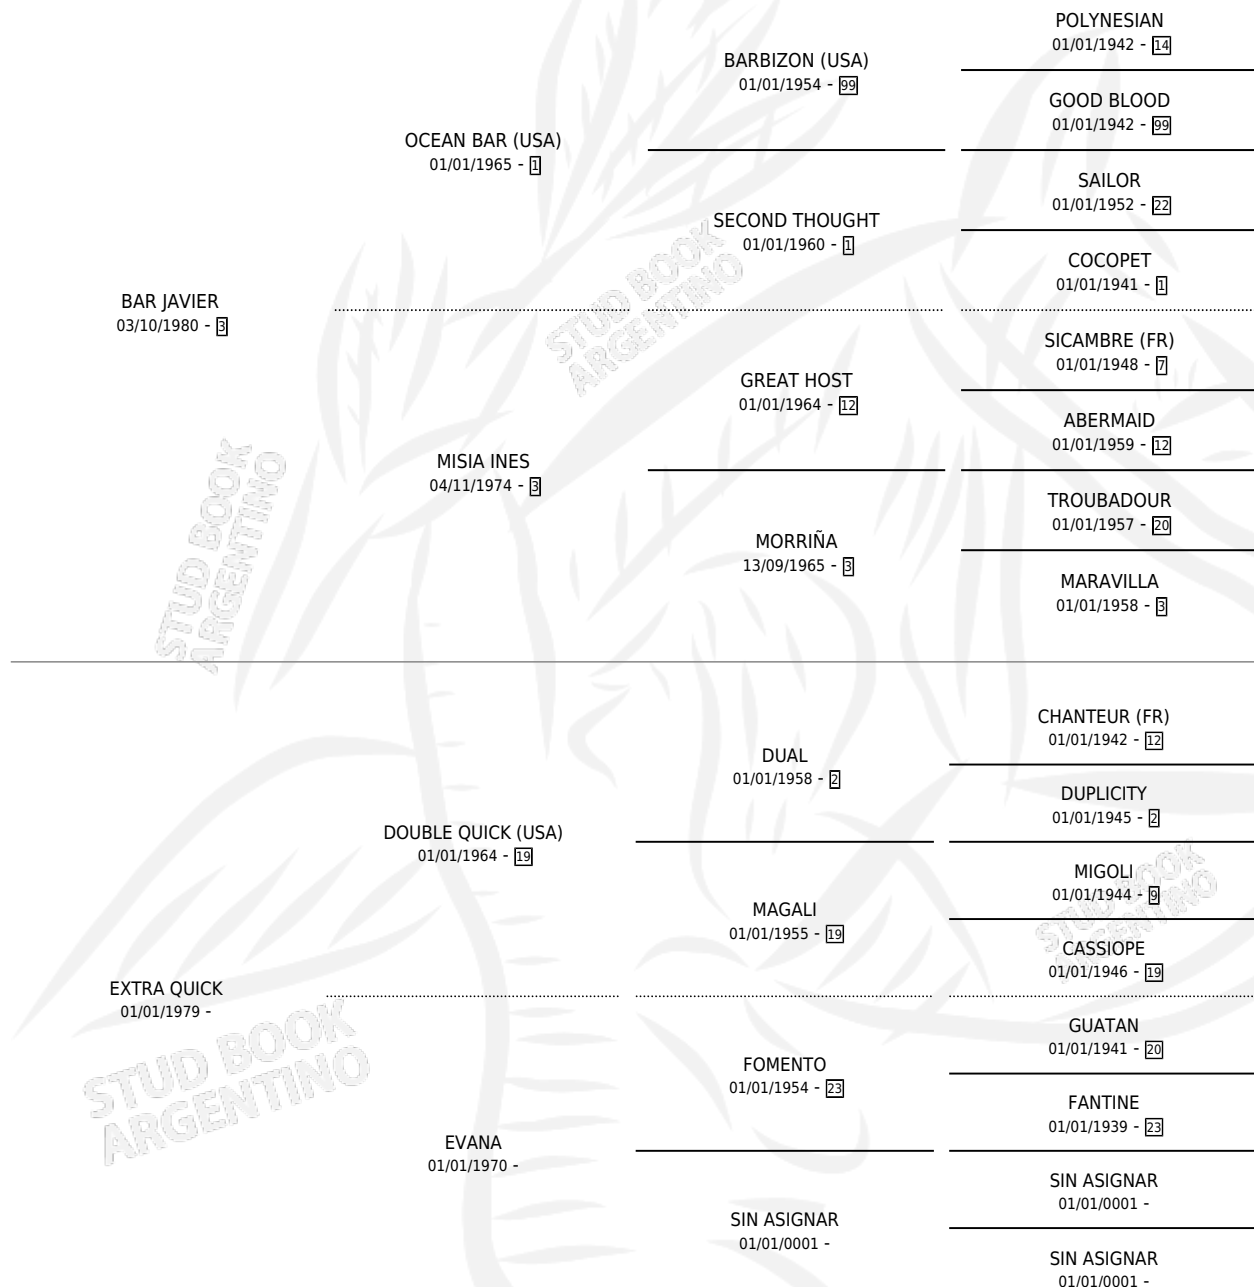 BAR JAVIER
03/10/1980 - 3
OCEAN BAR (USA)
01/01/1965 - 1
BARBIZON (USA)
01/01/1954 - 99
POLYNESIAN
01/01/1942 - 14
GOOD BLOOD
01/01/1942 - 99
SECOND THOUGHT
01/01/1960 - 1
SAILOR
01/01/1952 - 22
COCOPET
01/01/1941 - 1
MISIA INES
04/11/1974 - 3
GREAT HOST
01/01/1964 - 12
SICAMBRE (FR)
01/01/1948 - 7
ABERMAID
01/01/1959 - 12
MORRIÑA
13/09/1965 - 3
TROUBADOUR
01/01/1957 - 20
MARAVILLA
01/01/1958 - 3
EXTRA QUICK
01/01/1979 -
DOUBLE QUICK (USA)
01/01/1964 - 19
DUAL
01/01/1958 - 2
CHANTEUR (FR)
01/01/1942 - 12
DUPLICITY
01/01/1945 - 2
MAGALI
01/01/1955 - 19
MIGOLI
01/01/1944 - 9
CASSIOPE
01/01/1946 - 19
EVANA
01/01/1970 -
FOMENTO
01/01/1954 - 23
GUATAN
01/01/1941 - 20
FANTINE
01/01/1939 - 23
SIN ASIGNAR
01/01/0001 -
SIN ASIGNAR
01/01/0001 -
SIN ASIGNAR
01/01/0001 -
STUD BOOK
ARGENTINO
STUD BOOK
ARGENTINO
STUD BOOK
ARGENTINO
STUD BOOK
ARGENTINO